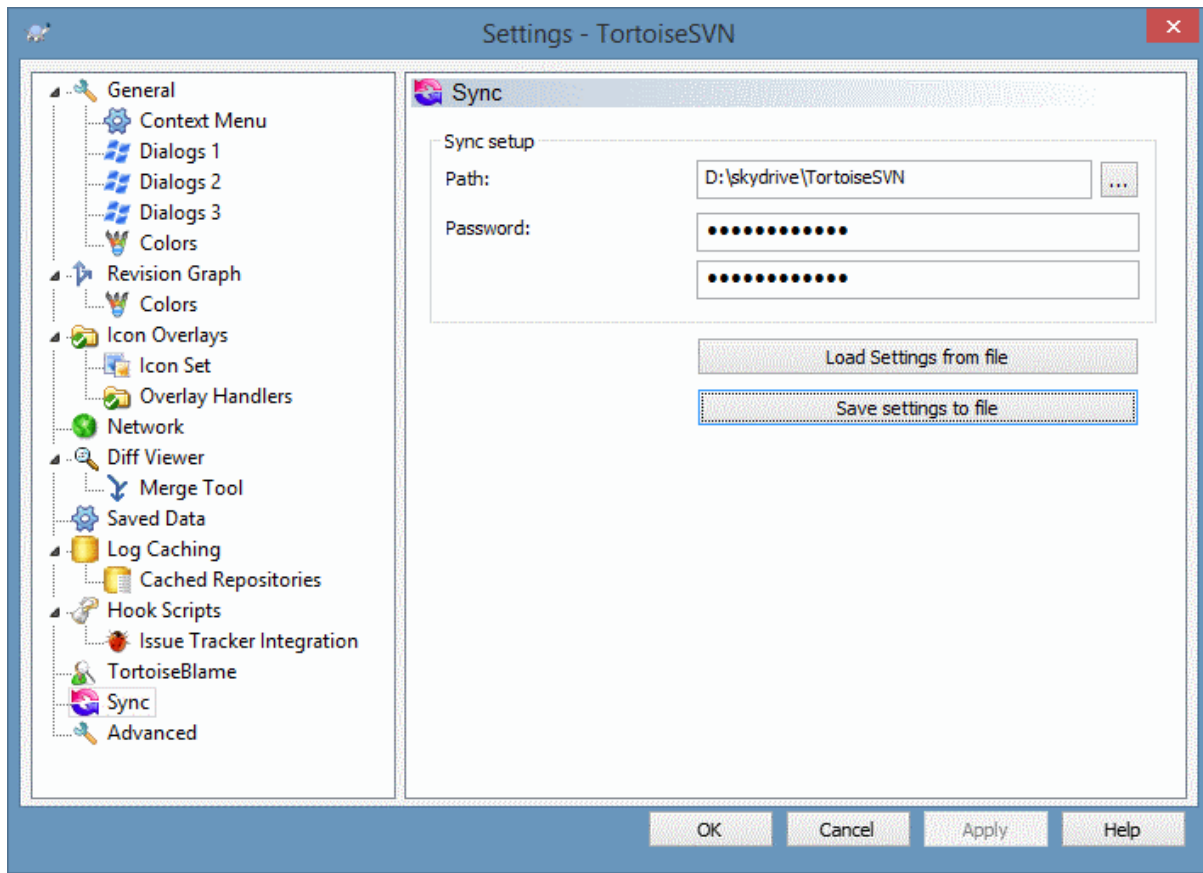 Settings - TortoiseSVN
General
Context Menu
Dialogs 1
Dialogs 2
Dialogs 3
Colors
Revision Graph
Colors
Icon Overlays
Icon Set
Overlay Handlers
Network
Diff Viewer
Merge Tool
Saved Data
Log Caching
Cached Repositories
Hook Scripts
Issue Tracker Integration
TortoiseBlame
Sync
Advanced
Sync
Sync setup
Path: D:\skydrive\TortoiseSVN ...
Password: ●●●●●●●●●●●●
●●●●●●●●●●●●
Load Settings from file
Save settings to file
OK Cancel Apply Help